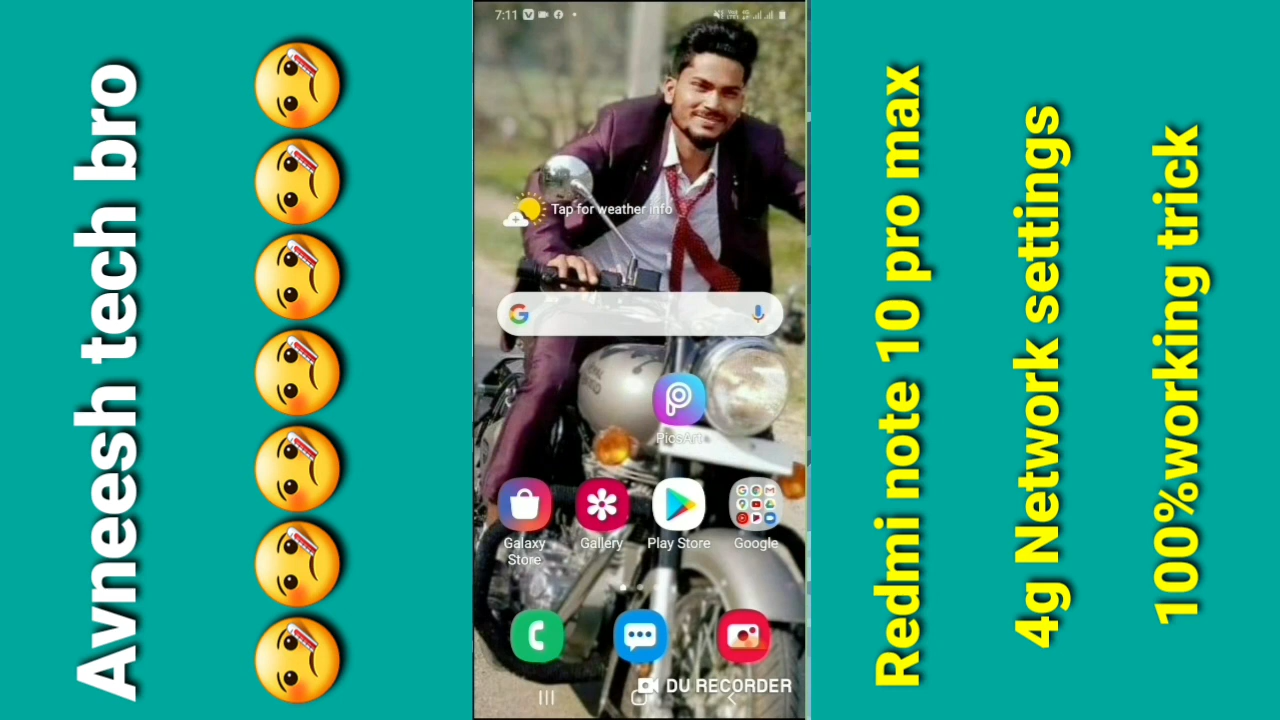 Avneesh tech bro
7:11
Tap for weather info
PicsArt
Galaxy
Store
Gallery
Play Store
Google
DU RECORDER
Redmi note 10 pro max
4g Network settings
100%working trick